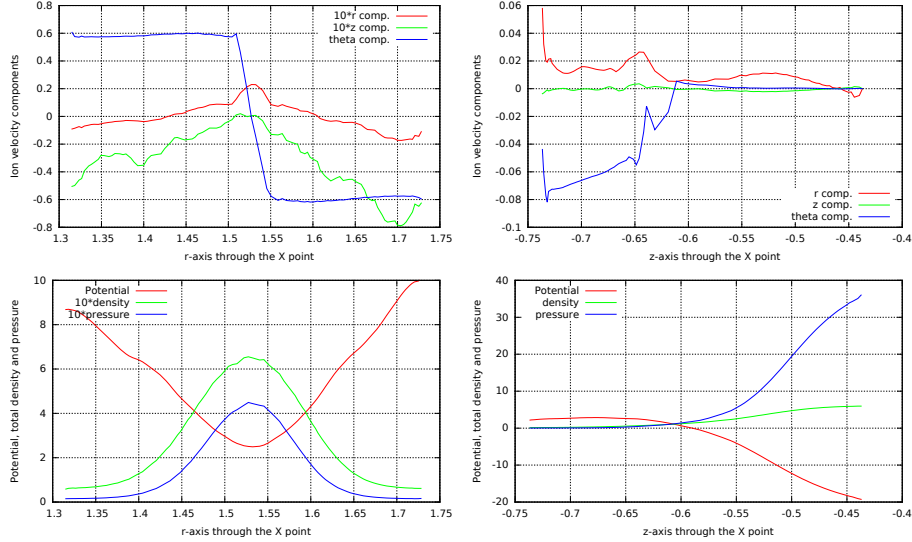 10*r comp.
10*z comp.
theta comp.
Ion velocity components
0.8
0.6
0.4
0.2
0
-0.2
-0.4
-0.6
-0.8
1.3 1.35 1.4 1.45 1.5 1.55 1.6 1.65 1.7 1.75
r-axis through the X point
Ion velocity components
0.06
0.04
0.02
0
-0.02
-0.04
-0.06
-0.08
-0.1
r comp.
z comp.
theta comp.
-0.75 -0.7 -0.65 -0.6 -0.55 -0.5 -0.45 -0.4
z-axis through the X point
Potential
10*density
10*pressure
Potential, total density and pressure
10
8
6
4
2
0
1.3 1.35 1.4 1.45 1.5 1.55 1.6 1.65 1.7 1.75
r-axis through the X point
Potential
density
pressure
Potential, total density and pressure
40
30
20
10
0
-10
-20
-0.75 -0.7 -0.65 -0.6 -0.55 -0.5 -0.45 -0.4
z-axis through the X point